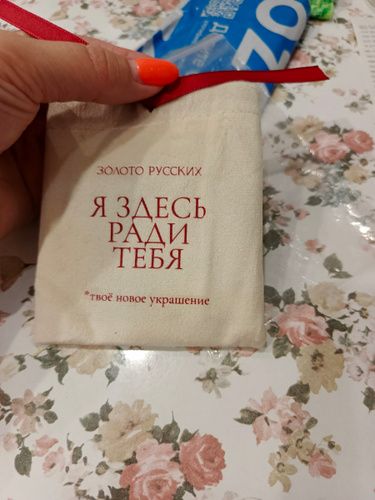 ЗОЛОТО РУССКИХ
Я ЗДЕСЬ
РАДИ
ТЕБЯ
*твоё новое украшение